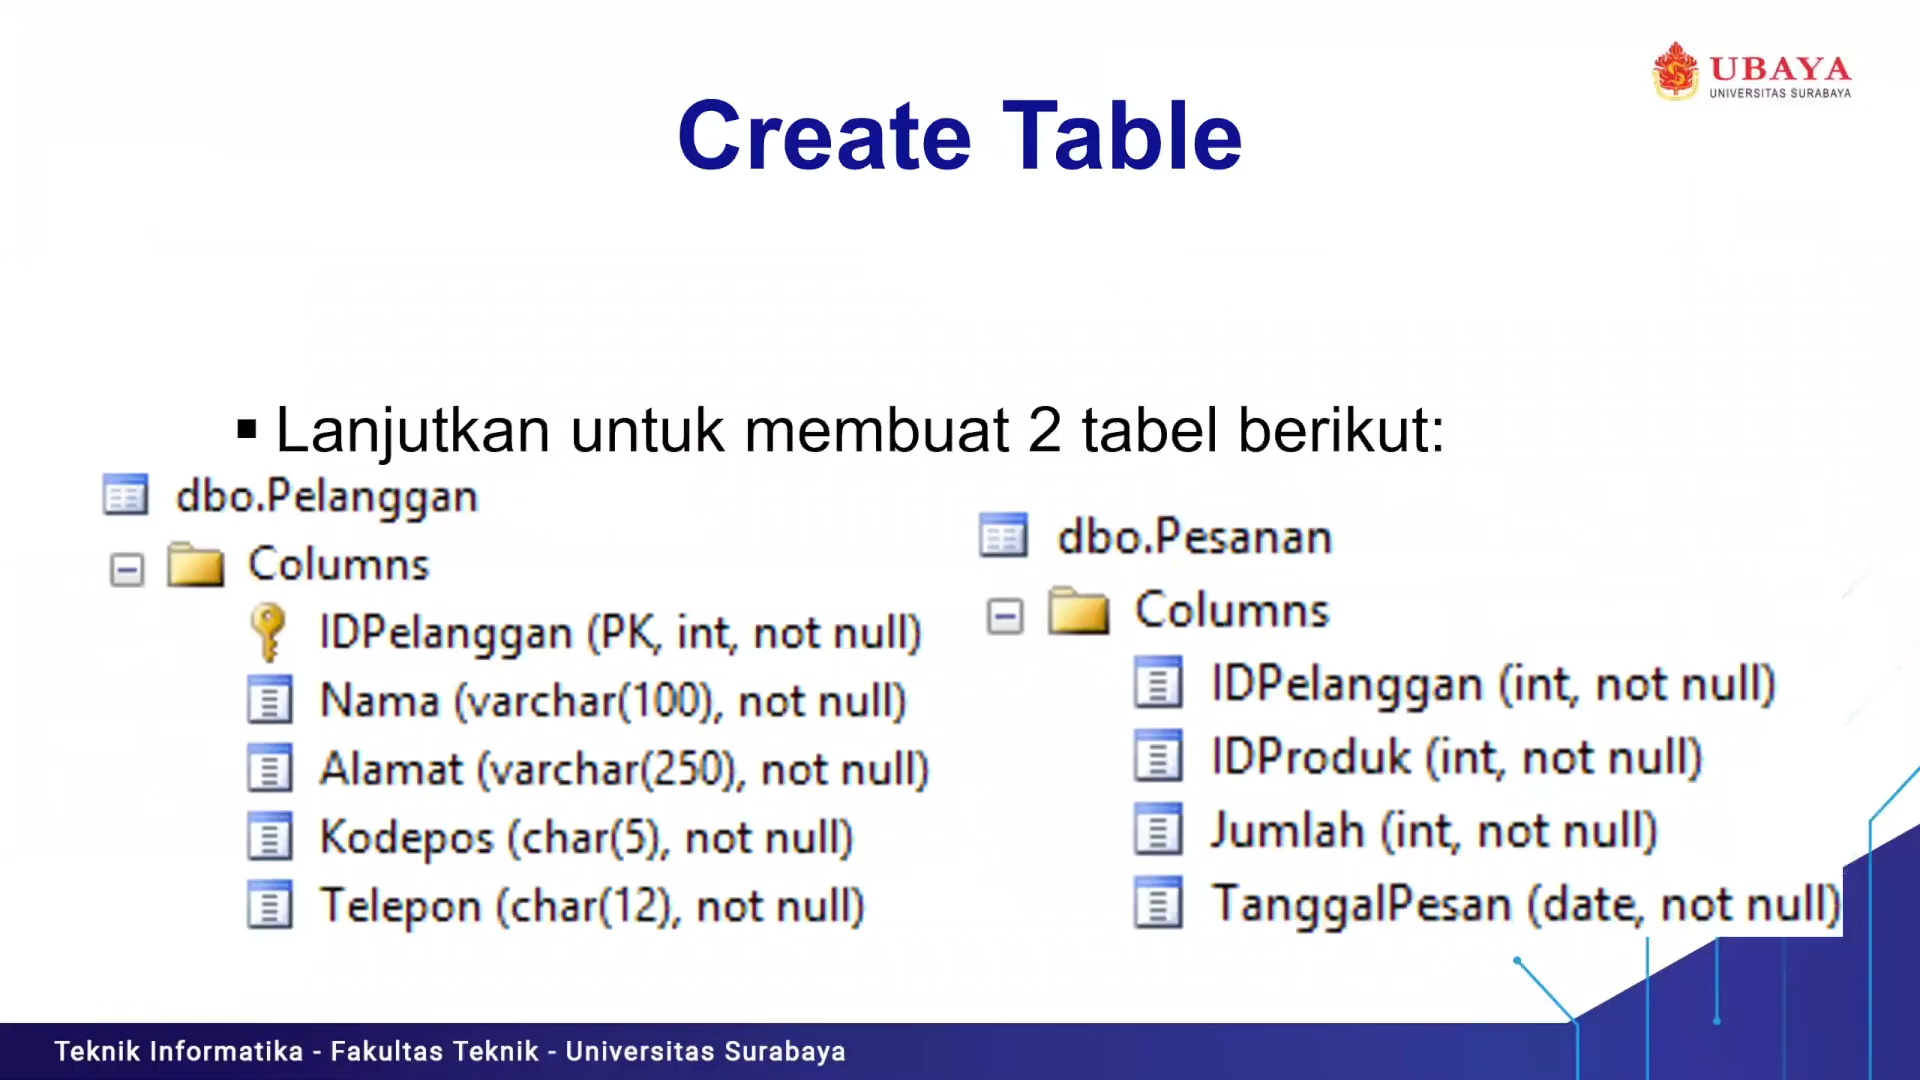 UBAYA
UNIVERSITAS SURABAYA
Create Table
▪ Lanjutkan untuk membuat 2 tabel berikut:
dbo.Pelanggan
Columns
IDPelanggan (PK, int, not null)
Nama (varchar(100), not null)
Alamat (varchar(250), not null)
Kodepos (char(5), not null)
Telepon (char(12), not null)
dbo.Pesanan
Columns
IDPelanggan (int, not null)
IDProduk (int, not null)
Jumlah (int, not null)
TanggalPesan (date, not null)
Teknik Informatika - Fakultas Teknik - Universitas Surabaya